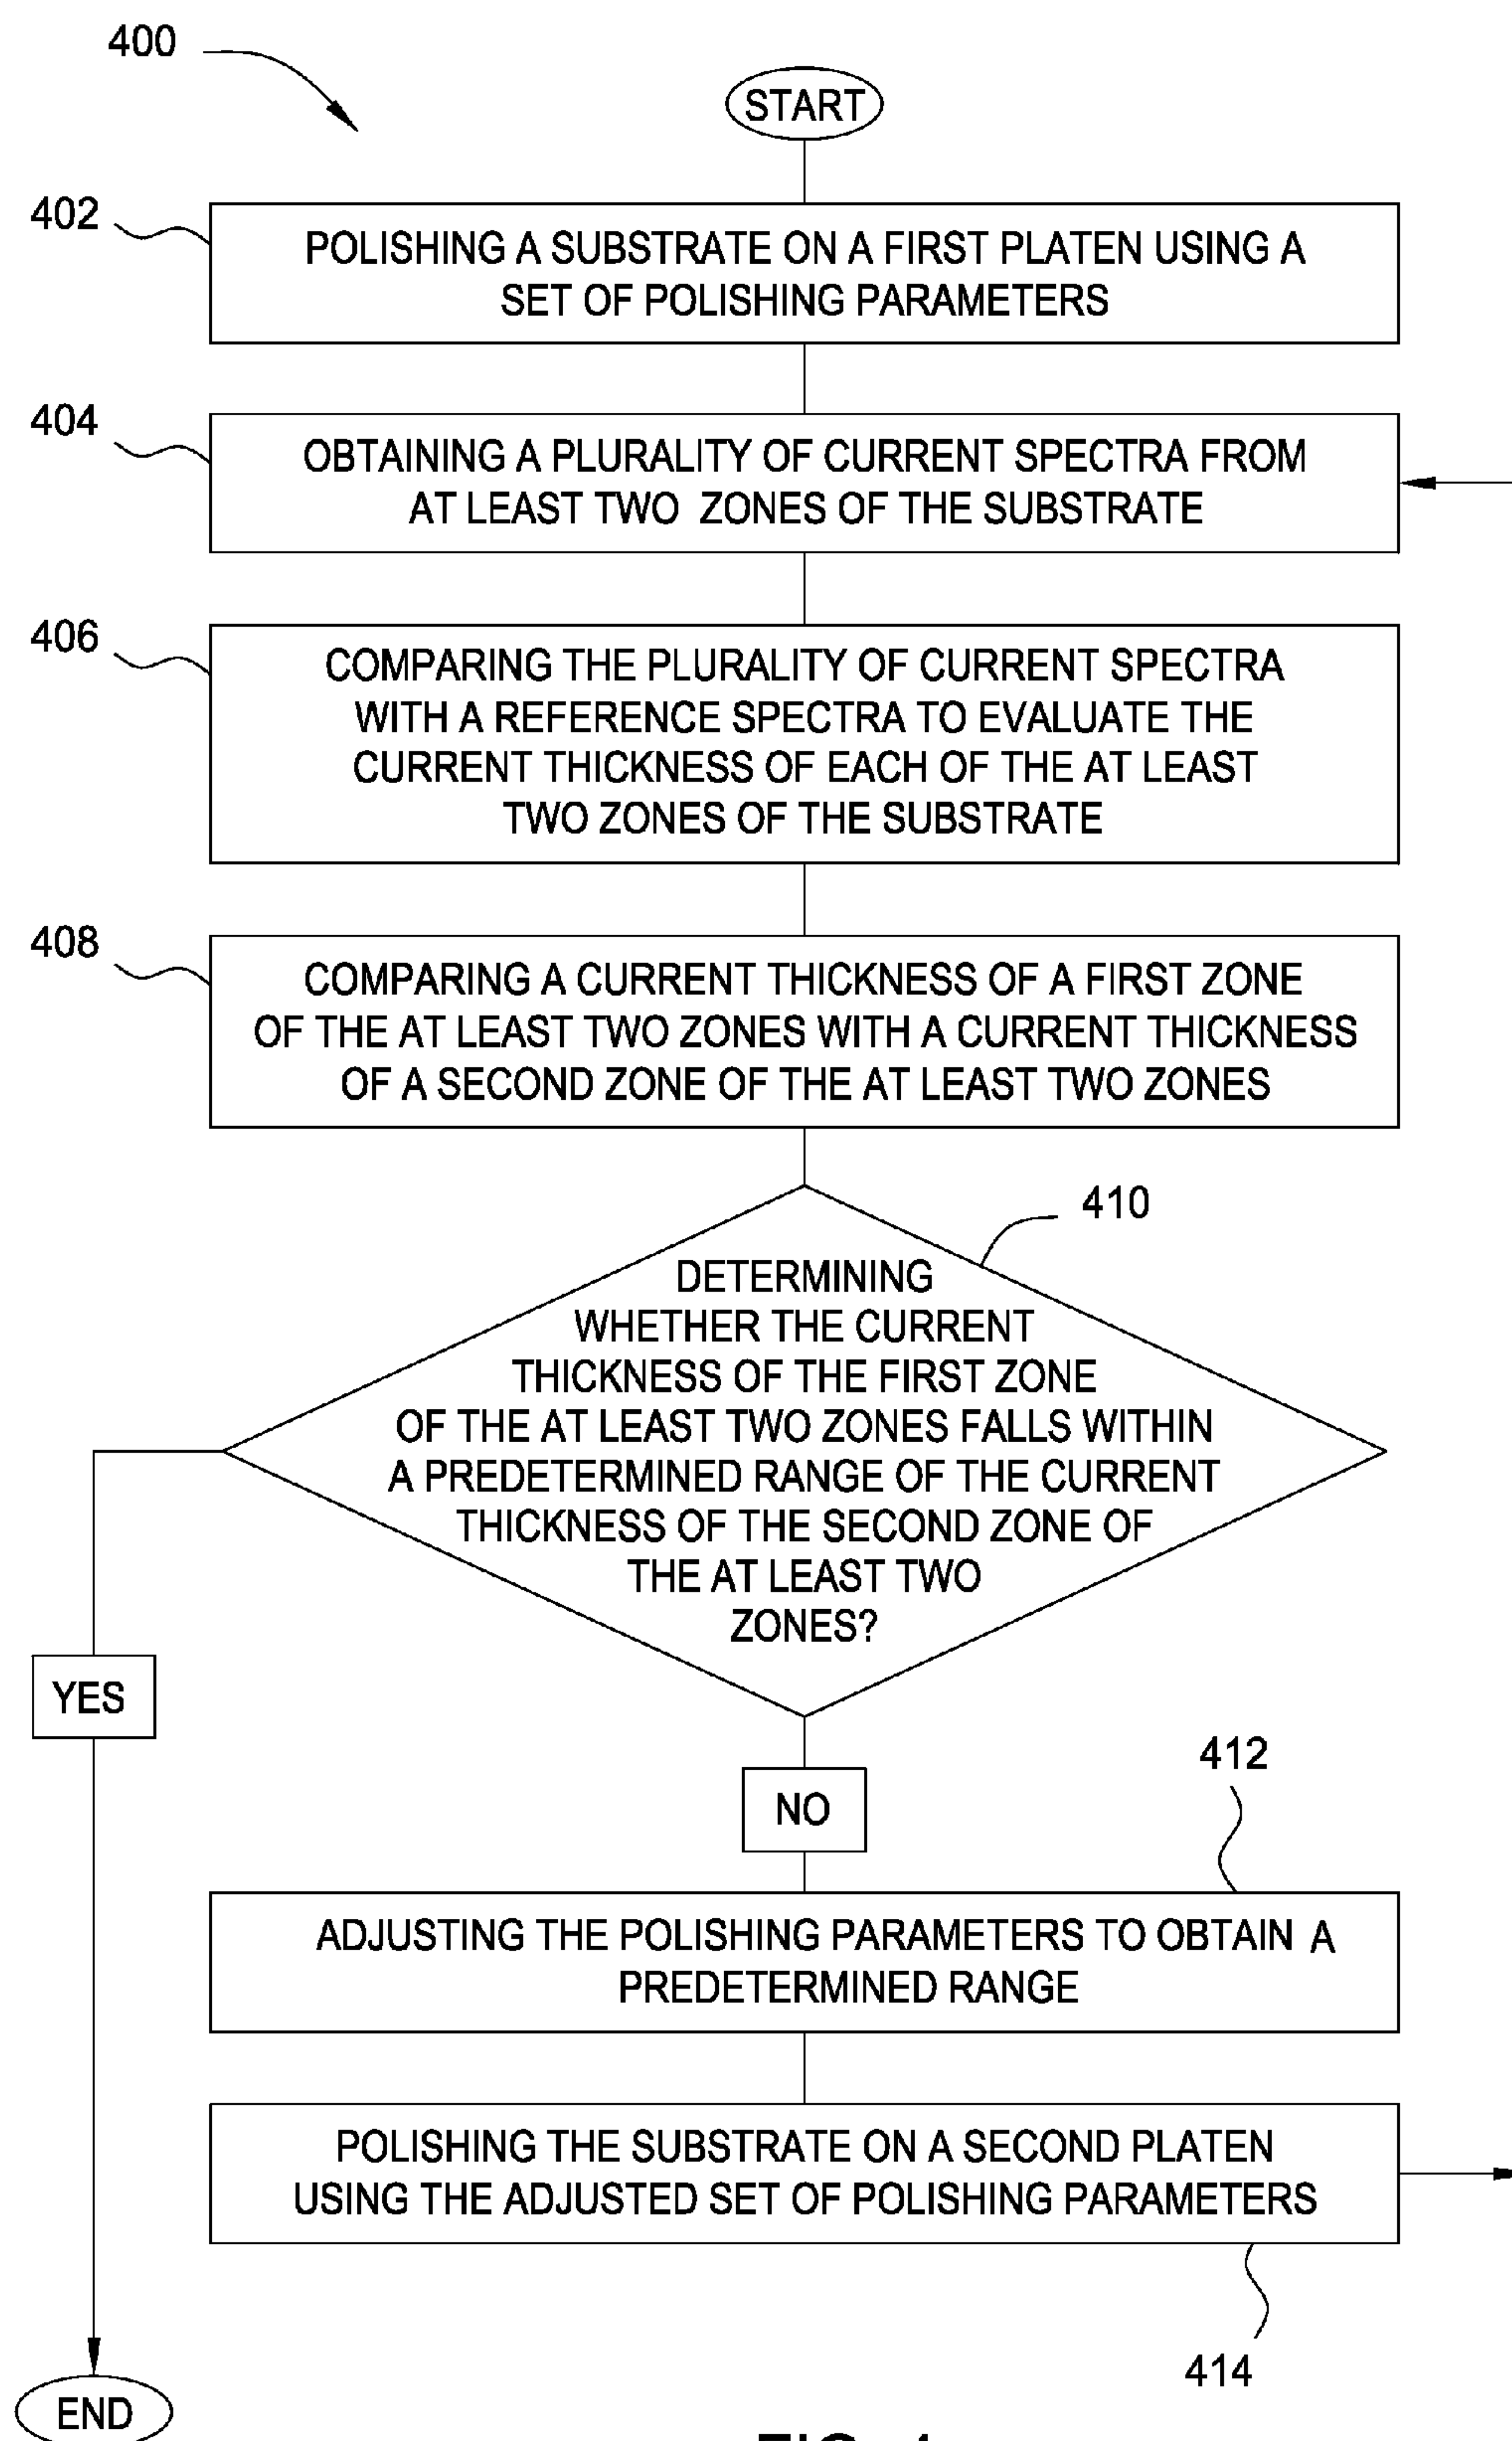 400
START
402
POLISHING A SUBSTRATE ON A FIRST PLATEN USING A
SET OF POLISHING PARAMETERS
404
OBTAINING A PLURALITY OF CURRENT SPECTRA FROM
AT LEAST TWO ZONES OF THE SUBSTRATE
406
COMPARING THE PLURALITY OF CURRENT SPECTRA
WITH A REFERENCE SPECTRA TO EVALUATE THE
CURRENT THICKNESS OF EACH OF THE AT LEAST
TWO ZONES OF THE SUBSTRATE
408
COMPARING A CURRENT THICKNESS OF A FIRST ZONE
OF THE AT LEAST TWO ZONES WITH A CURRENT THICKNESS
OF A SECOND ZONE OF THE AT LEAST TWO ZONES
410
DETERMINING
WHETHER THE CURRENT
THICKNESS OF THE FIRST ZONE
OF THE AT LEAST TWO ZONES FALLS WITHIN
A PREDETERMINED RANGE OF THE CURRENT
THICKNESS OF THE SECOND ZONE OF
THE AT LEAST TWO
ZONES?
YES
NO
412
ADJUSTING THE POLISHING PARAMETERS TO OBTAIN A
PREDETERMINED RANGE
POLISHING THE SUBSTRATE ON A SECOND PLATEN
USING THE ADJUSTED SET OF POLISHING PARAMETERS
414
END